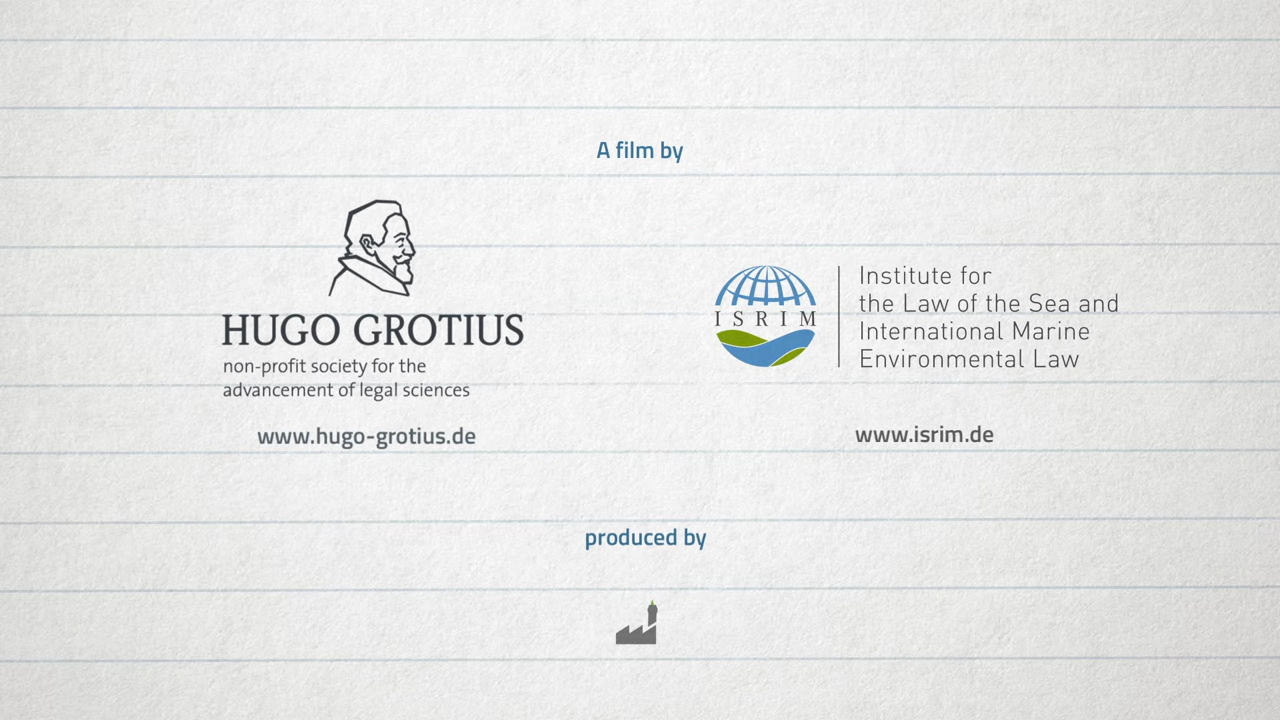 A film by
HUGO GROTIUS
non-profit society for the
advancement of legal sciences
www.hugo-grotius.de
ISRIM
Institute for
the Law of the Sea and
International Marine
Environmental Law
www.isrim.de
produced by